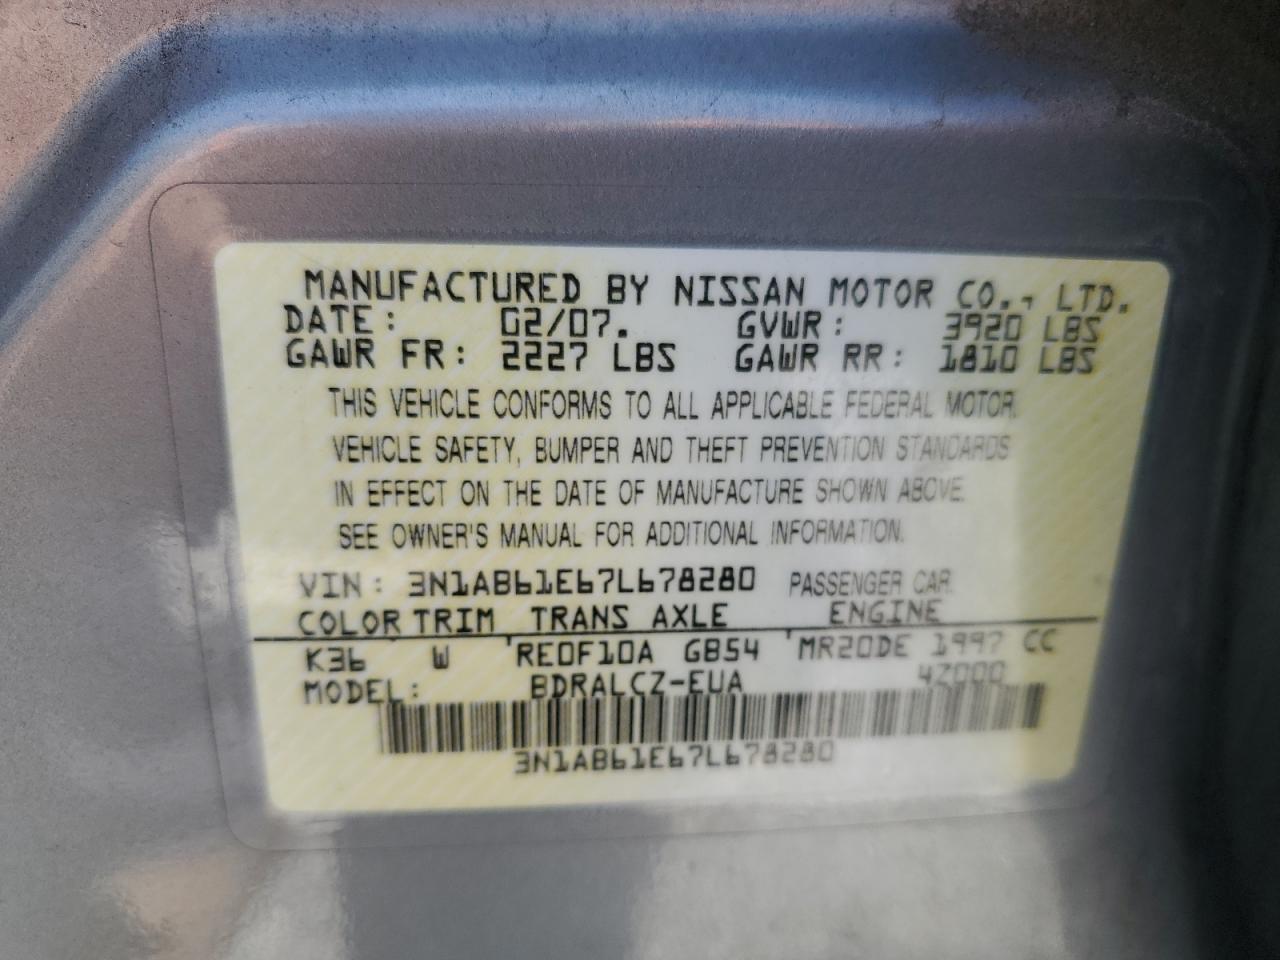 MANUFACTURED BY NISSAN MOTOR CO., LTD.
DATE: 02/07. GVWR: 3920 LBS
GAWR FR: 2227 LBS GAWR RR: 1810 LBS
THIS VEHICLE CONFORMS TO ALL APPLICABLE FEDERAL MOTOR
VEHICLE SAFETY, BUMPER AND THEFT PREVENTION STANDARDS
IN EFFECT ON THE DATE OF MANUFACTURE SHOWN ABOVE.
SEE OWNER'S MANUAL FOR ADDITIONAL INFORMATION.
VIN: 3N1AB61E67L678280 PASSENGER CAR
COLOR TRIM TRANS AXLE ENGINE
K36 W RE0F10A GB54 MR20DE 1997 CC
MODEL: BDRALCZ-EUA 4Z000
3N1AB61E67L678280